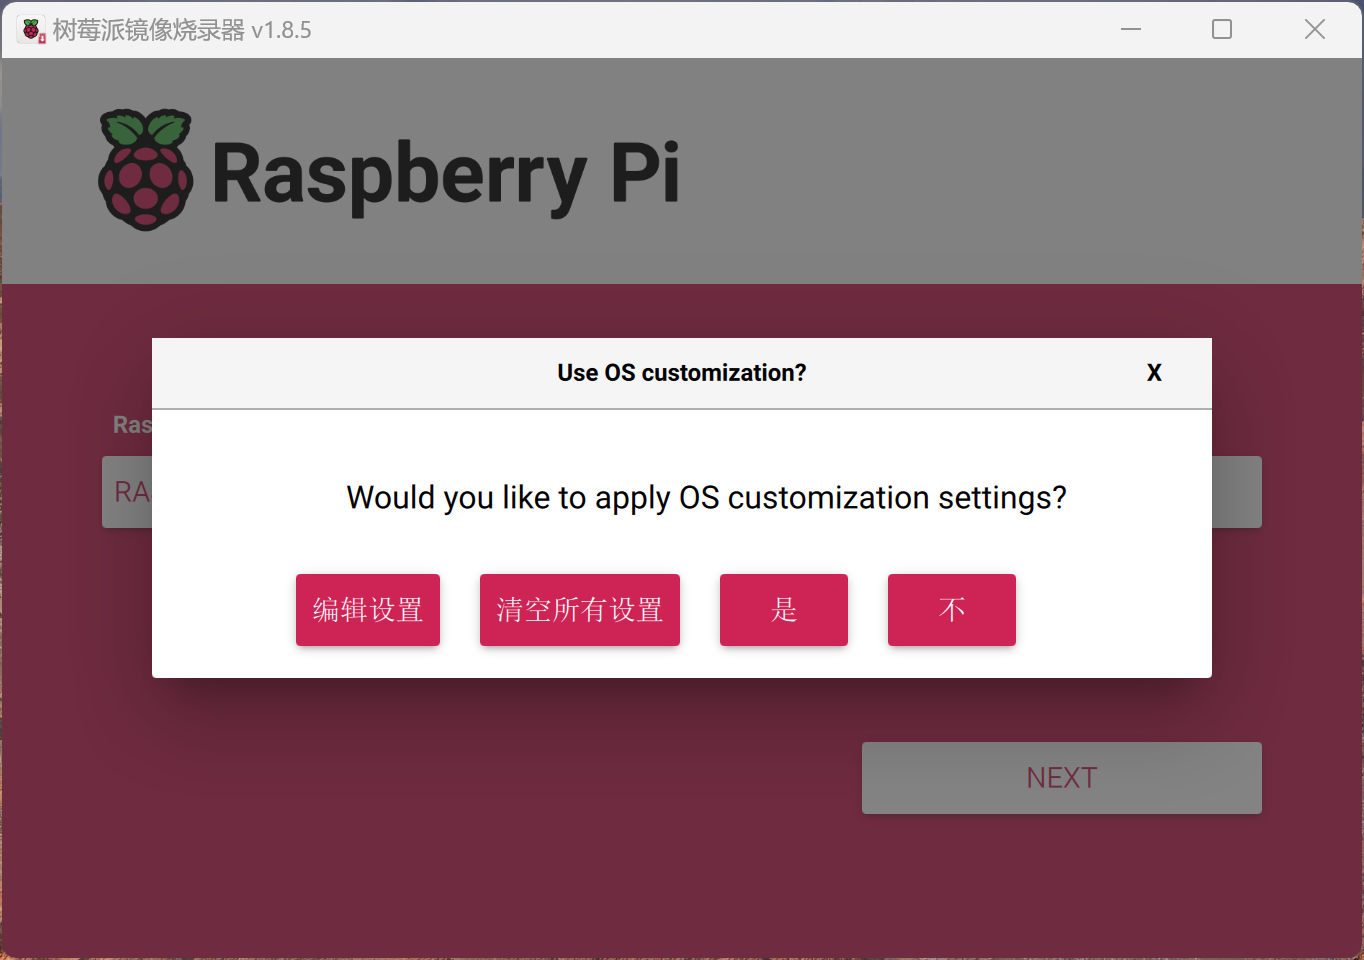 树莓派镜像烧录器 v1.8.5
Raspberry Pi
Use OS customization?
X
Ras
RA
Would you like to apply OS customization settings?
编辑设置
清空所有设置
是
不
NEXT